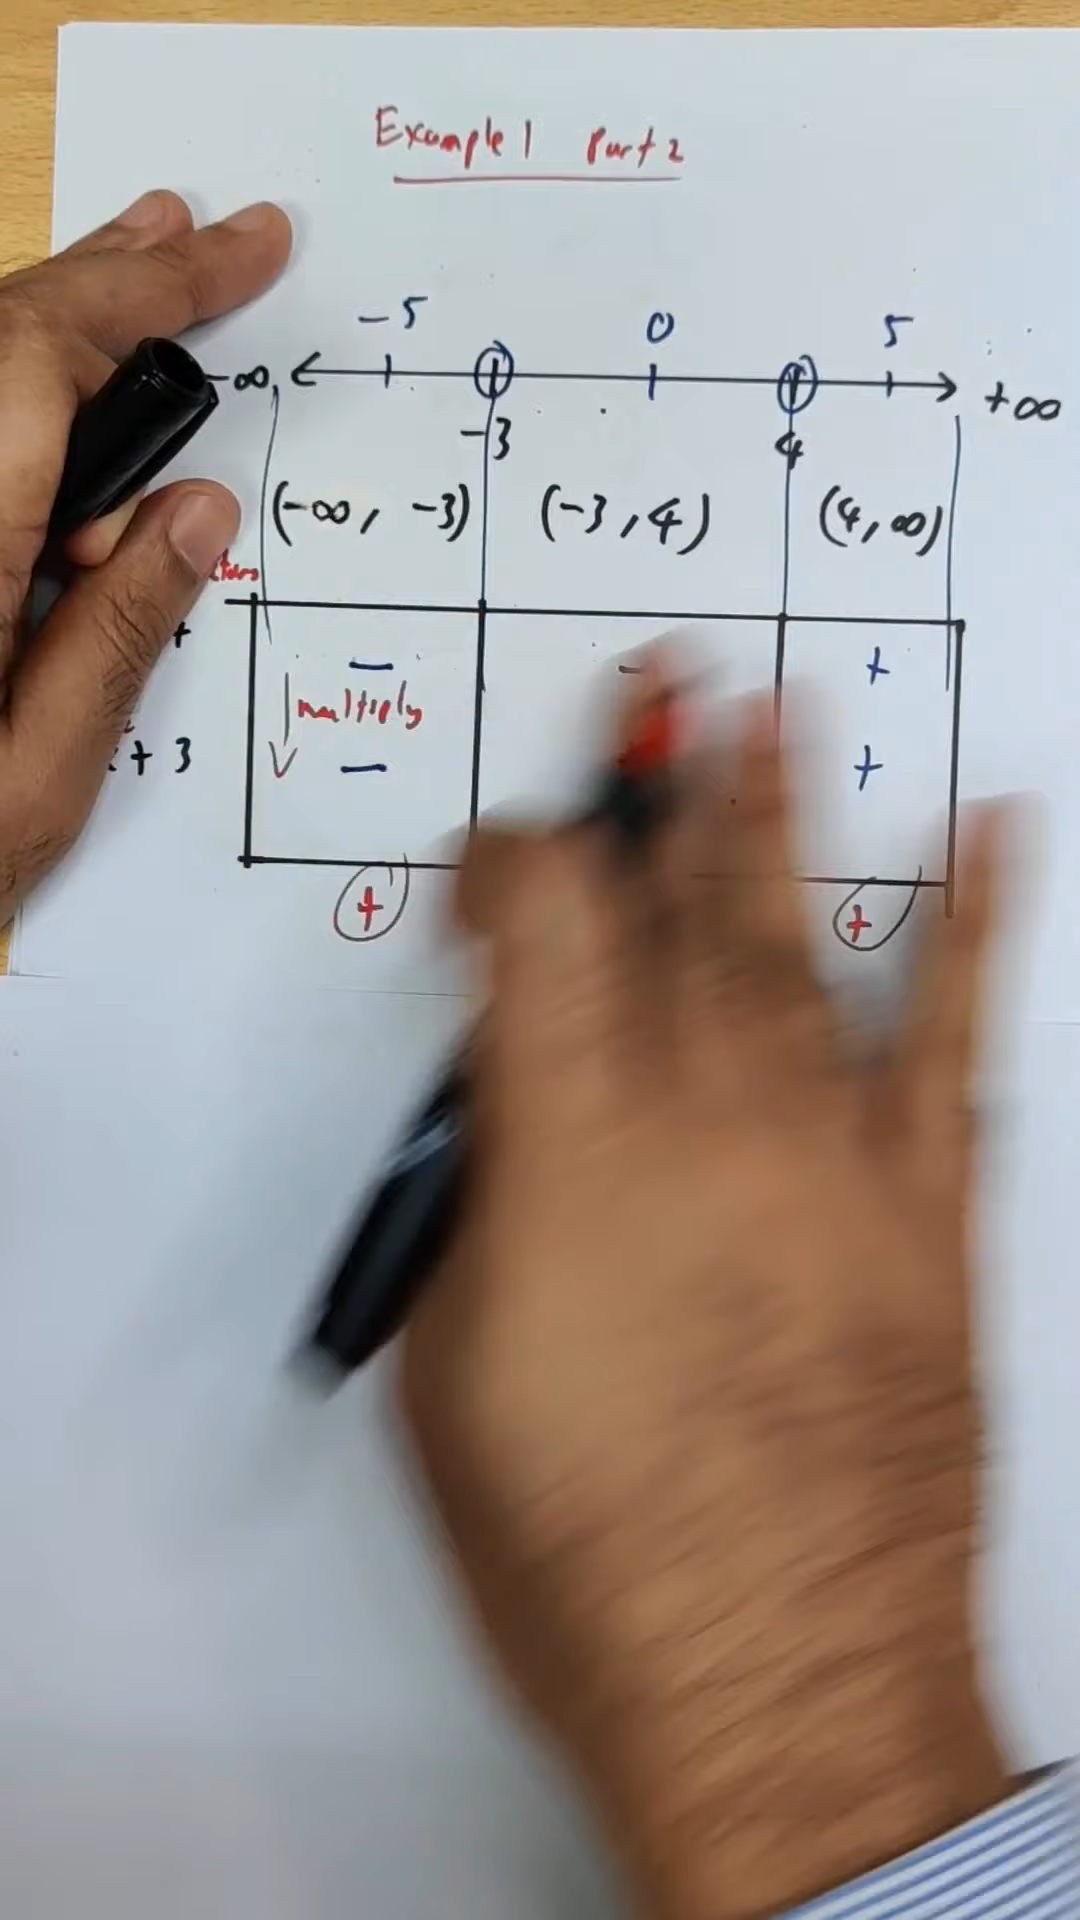 Example 1 Part 2
-5 0 5
-∞ +∞
-3 4
(-∞, -3) (-3, 4) (4, ∞)
- - +
multiply
+ 3 - +
+ +